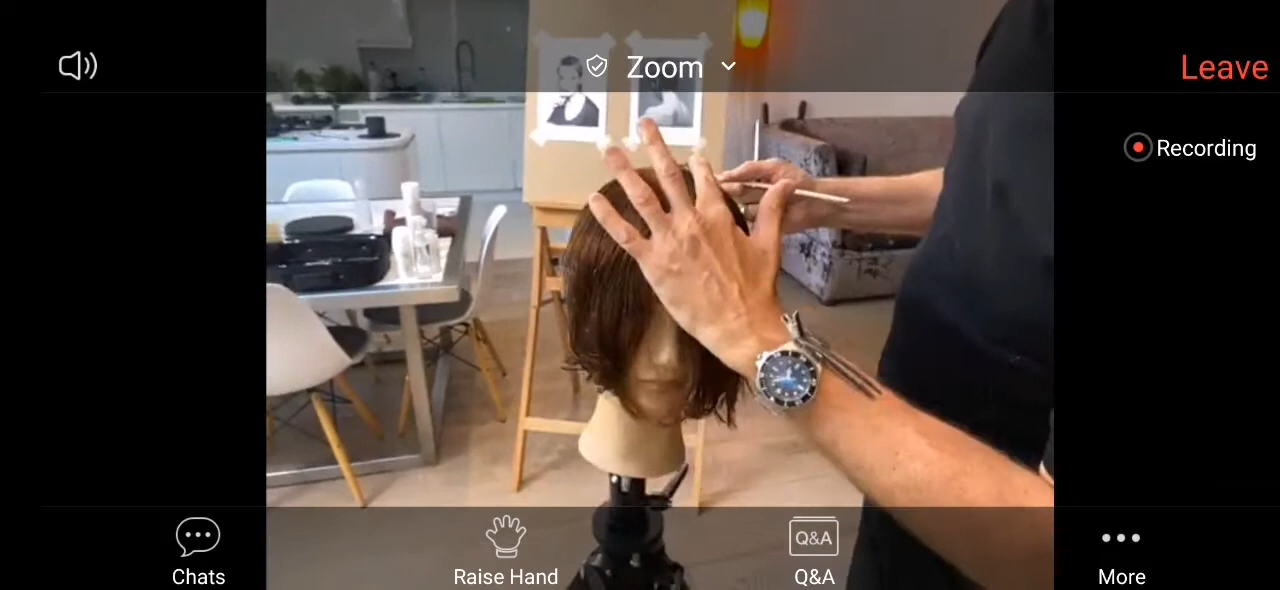 Zoom
Leave
Recording
Chats
Raise Hand
Q&A
Q&A
More